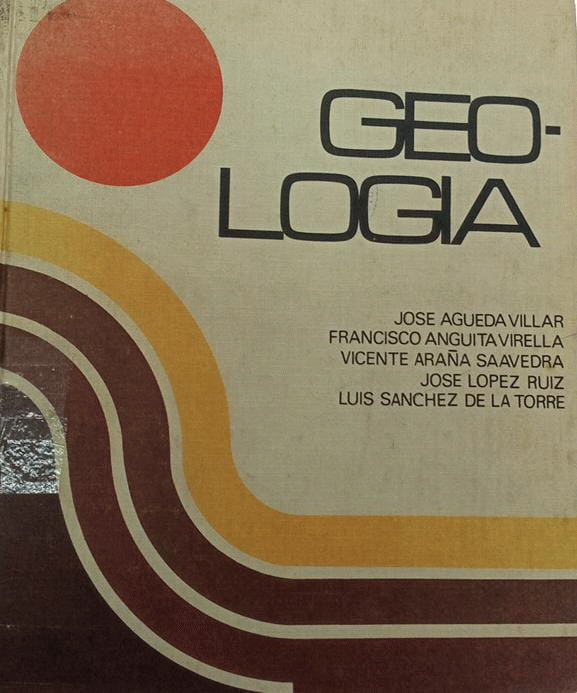 GEO-
LOGIA
JOSE AGUEDA VILLAR
FRANCISCO ANGUITA VIRELLA
VICENTE ARAÑA SAAVEDRA
JOSE LOPEZ RUIZ
LUIS SANCHEZ DE LA TORRE